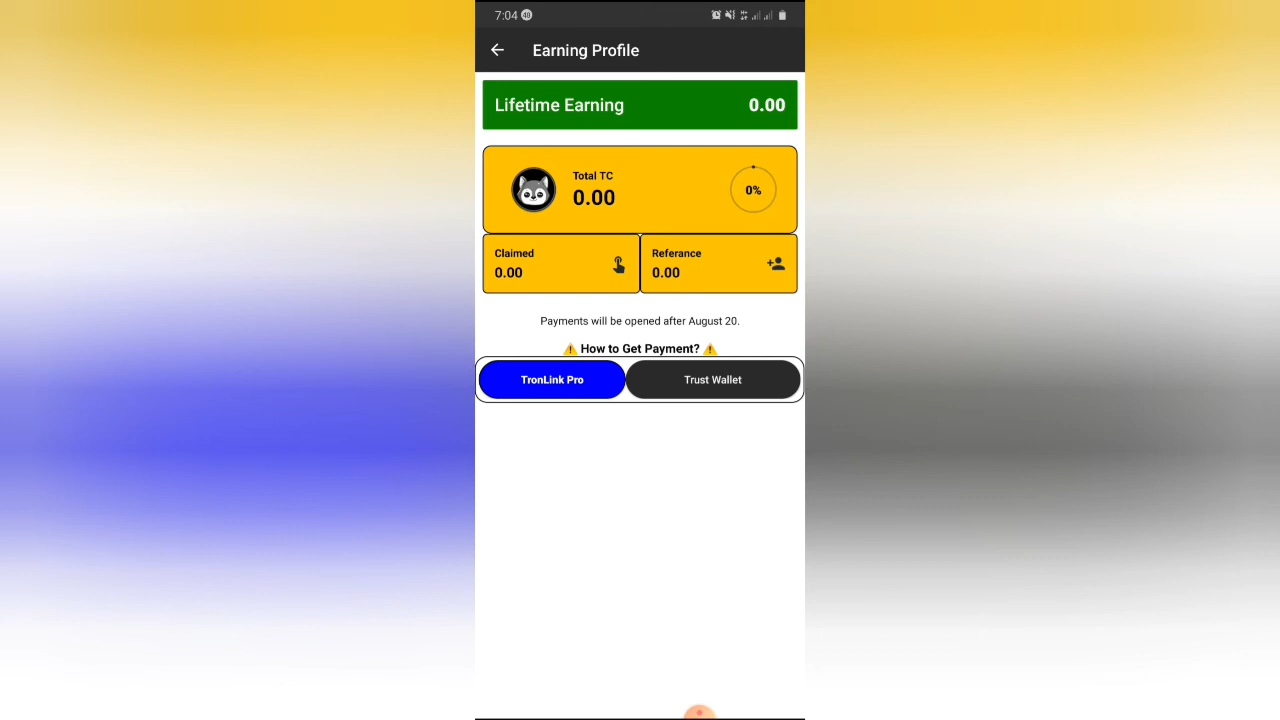 7:04 40
Earning Profile
Lifetime Earning 0.00
Total TC
0.00
0%
Claimed
0.00
Referance
0.00
Payments will be opened after August 20.
⚠️ How to Get Payment? ⚠️
TronLink Pro
Trust Wallet